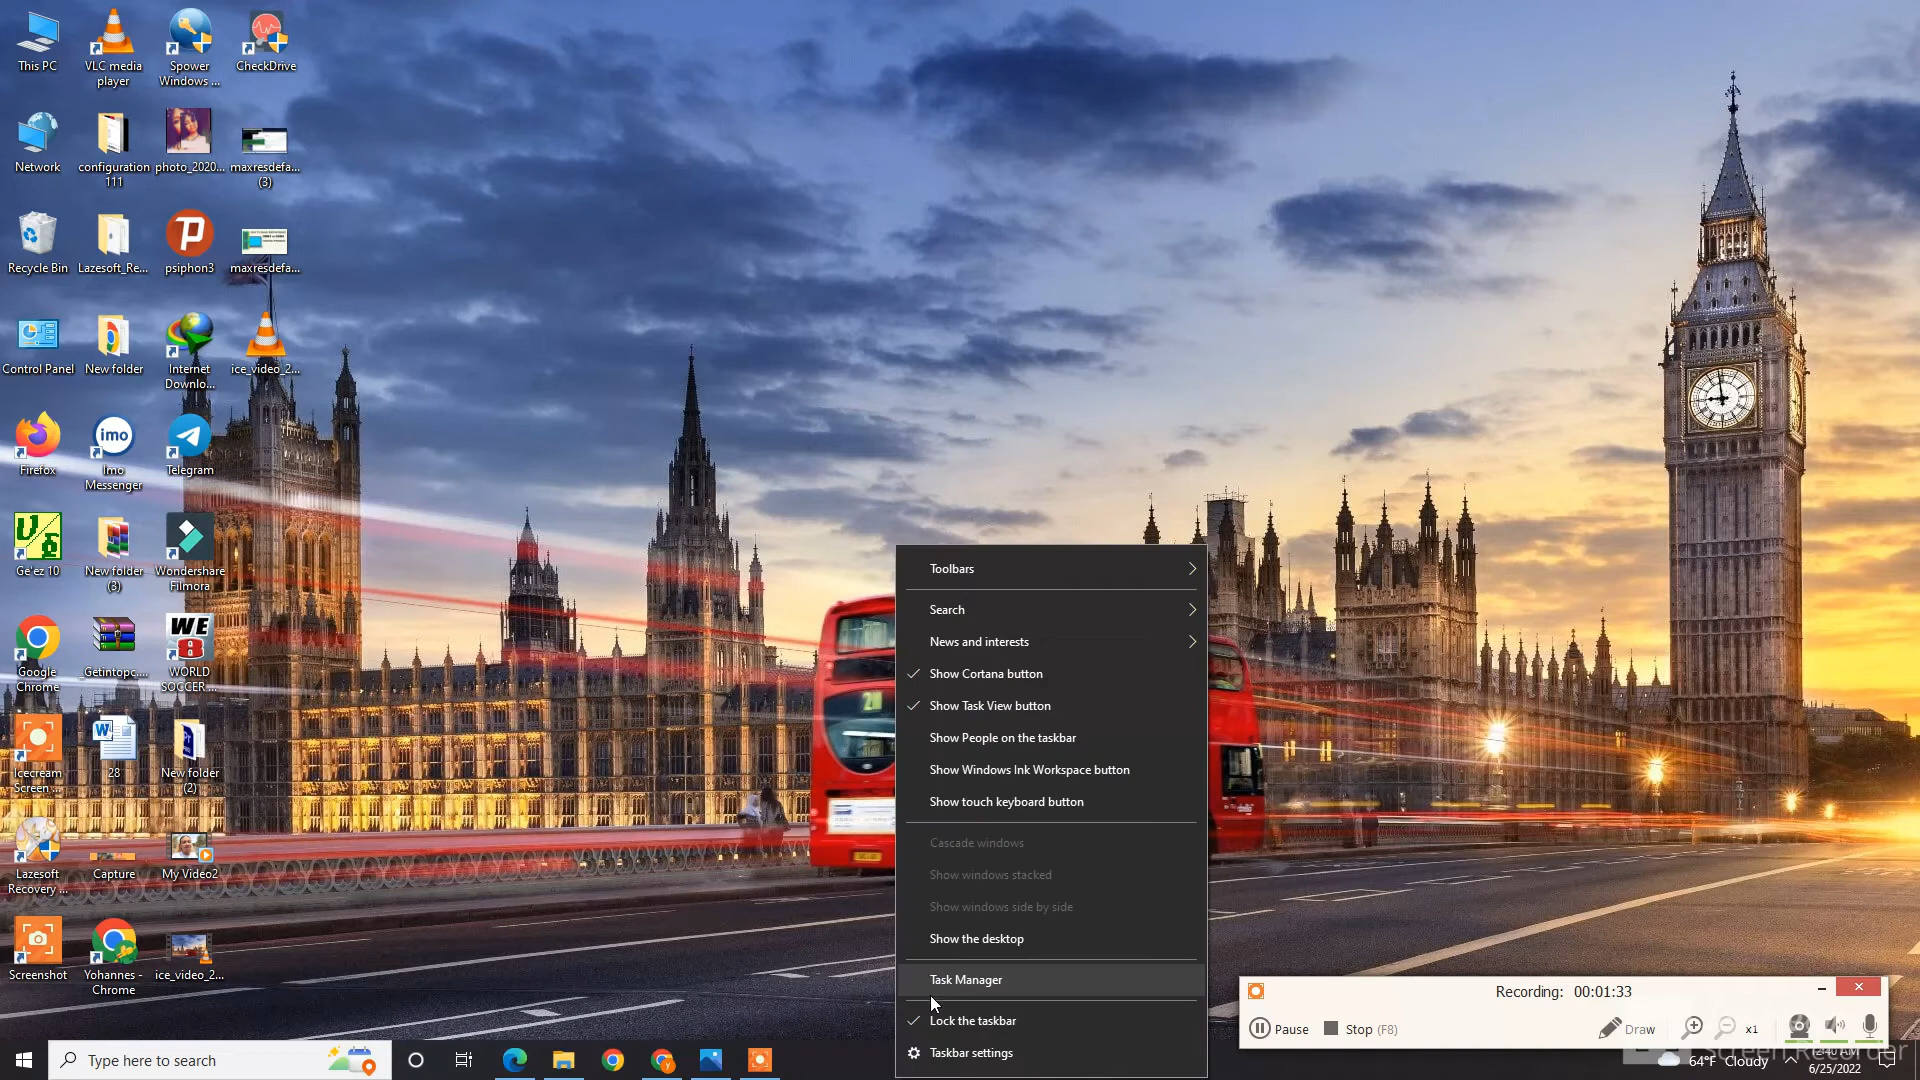 This PC
VLC media
player
Spower
Windows ...
CheckDrive
Network
configuration
111
photo_2020...
maxresdefa...
(3)
Recycle Bin
Lazesoft_Re...
psiphon3
maxresdefa...
Control Panel
New folder
Internet
Downlo...
ice_video_2...
Firefox
imo
Imo
Messenger
Telegram
Ge'ez 10
New folder
(3)
Wondershare
Filmora
Google
Chrome
_Getintopc....
WE
8
WORLD
SOCCER....
Icecream
Screen ...
28
New folder
(2)
Lazesoft
Recovery ...
Capture
My Video2
Screenshot
Yohannes -
Chrome
ice_video_2...
Toolbars
Search
News and interests
Show Cortana button
Show Task View button
Show People on the taskbar
Show Windows Ink Workspace button
Show touch keyboard button
Cascade windows
Show windows stacked
Show windows side by side
Show the desktop
Task Manager
Lock the taskbar
Taskbar settings
Recording: 00:01:33
Pause
Stop (F8)
Draw
x1
Type here to search
64°F Cloudy
6/25/2022
Screen Recorder